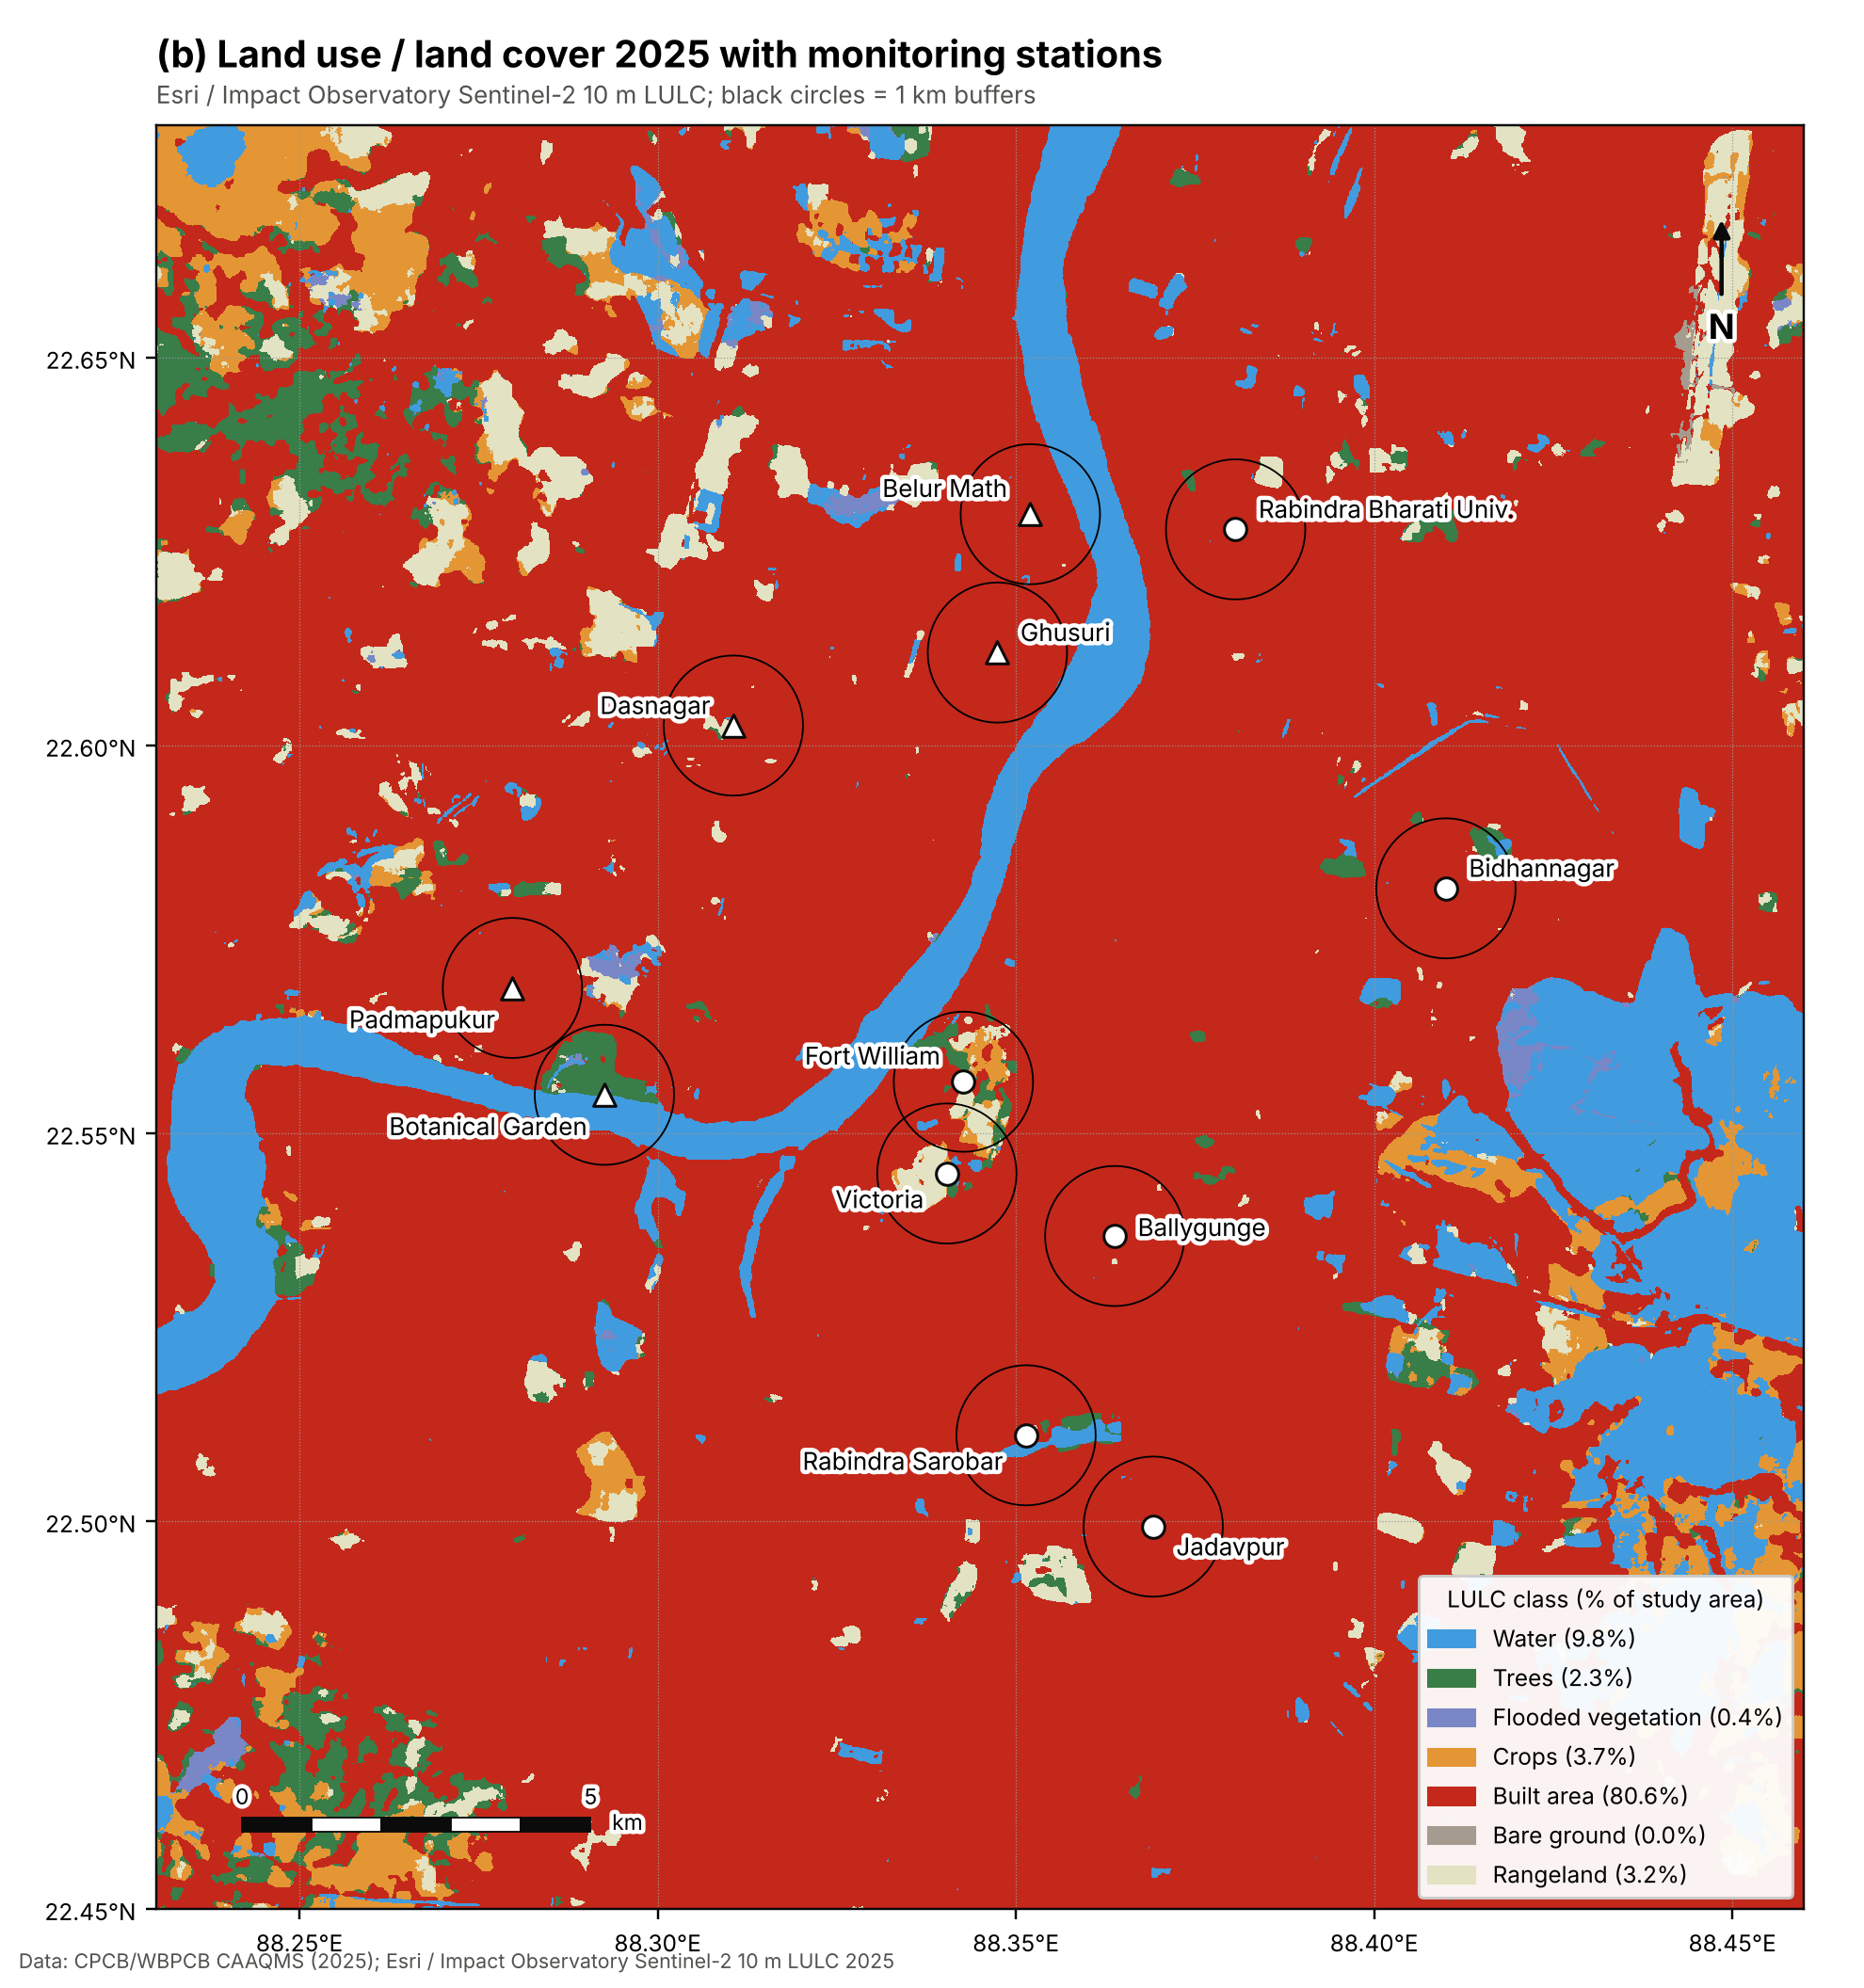 (b) Land use / land cover 2025 with monitoring stations
Esri / Impact Observatory Sentinel-2 10 m LULC; black circles = 1 km buffers
N
22.65°N
Belur Math
Rabindra Bharati Univ.
Ghusuri
Dasnagar
22.60°N
Bidhannagar
Padmapukur
Fort William
Botanical Garden
22.55°N
Victoria
Ballygunge
Rabindra Sarobar
22.50°N
Jadavpur
LULC class (% of study area)
Water (9.8%)
Trees (2.3%)
Flooded vegetation (0.4%)
Crops (3.7%)
Built area (80.6%)
Bare ground (0.0%)
Rangeland (3.2%)
0 5
km
22.45°N
88.25°E 88.30°E 88.35°E 88.40°E 88.45°E
Data: CPCB/WBPCB CAAQMS (2025); Esri / Impact Observatory Sentinel-2 10 m LULC 2025